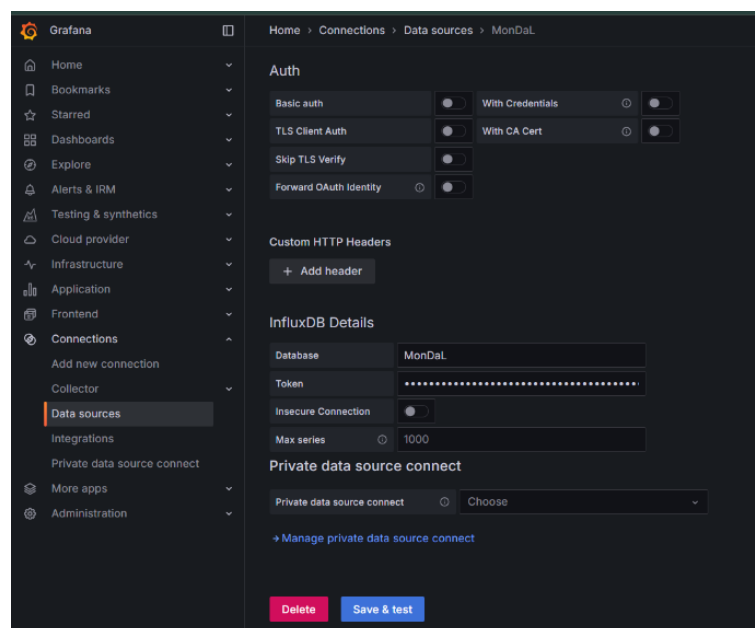 Grafana
Home › Connections › Data sources › MonDaL
Home
Bookmarks
Starred
Dashboards
Explore
Alerts & IRM
Testing & synthetics
Cloud provider
Infrastructure
Application
Frontend
Connections
Add new connection
Collector
Data sources
Integrations
Private data source connect
More apps
Administration
Auth
Basic auth
With Credentials
TLS Client Auth
With CA Cert
Skip TLS Verify
Forward OAuth Identity
Custom HTTP Headers
+ Add header
InfluxDB Details
Database MonDaL
Token
Insecure Connection
Max series 1000
Private data source connect
Private data source connect Choose
→ Manage private data source connect
Delete Save & test